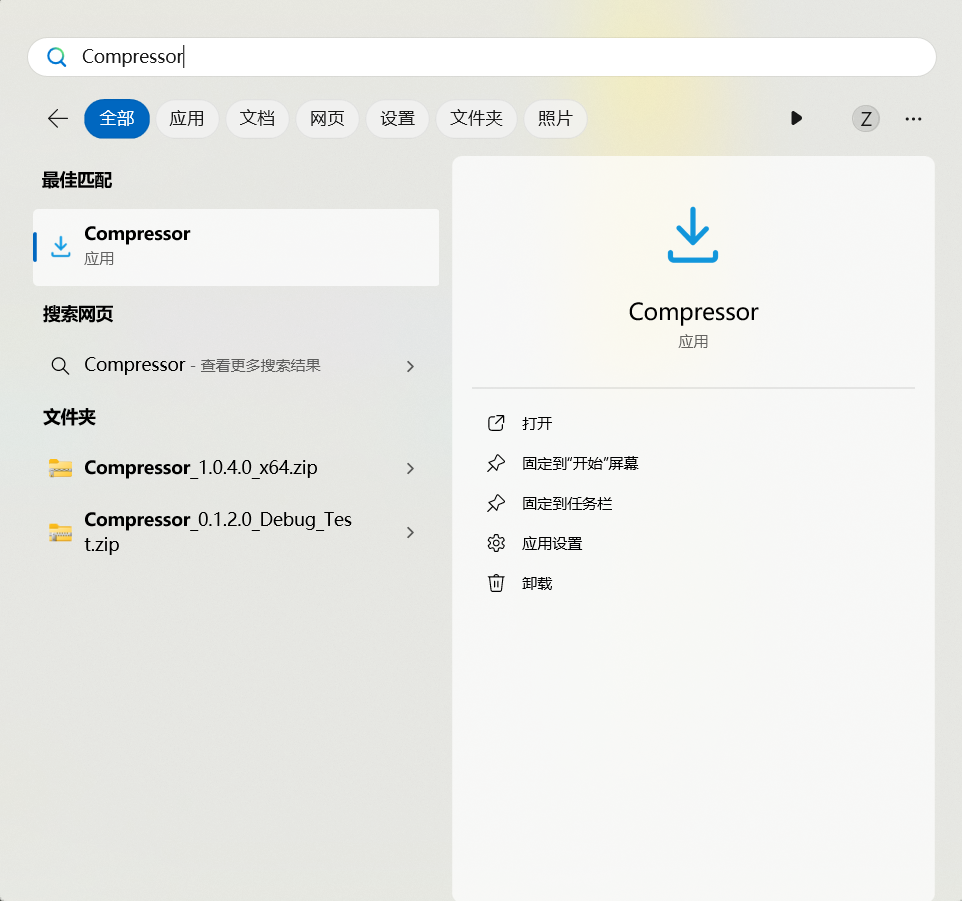 Compressor
全部
应用
文档
网页
设置
文件夹
照片
Z
最佳匹配
Compressor
应用
搜索网页
Compressor - 查看更多搜索结果
文件夹
Compressor_1.0.4.0_x64.zip
Compressor_0.1.2.0_Debug_Tes
t.zip
Compressor
应用
打开
固定到“开始”屏幕
固定到任务栏
应用设置
卸载